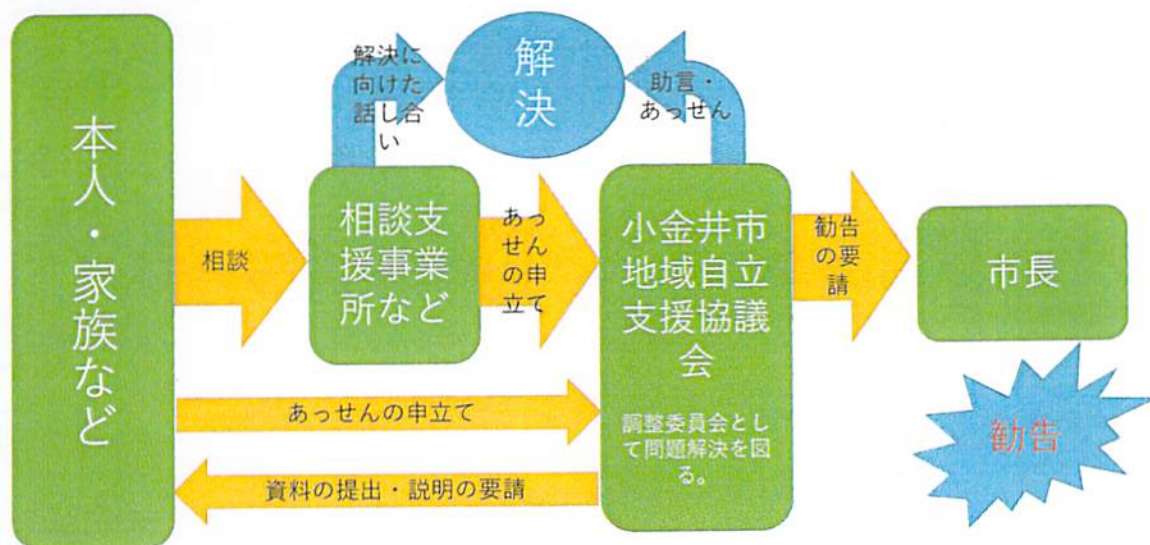 本人・家族など
相談
解決に
向けた
話し合
い
相談支
援事業
所など
解
決
あっ
せん
の申
立て
助言・
あっせん
小金井市
地域自立
支援協議
会
調整委員会とし
て問題解決を図
る。
勧告
の要
請
市長
勧告
あっせんの申立て
資料の提出・説明の要請